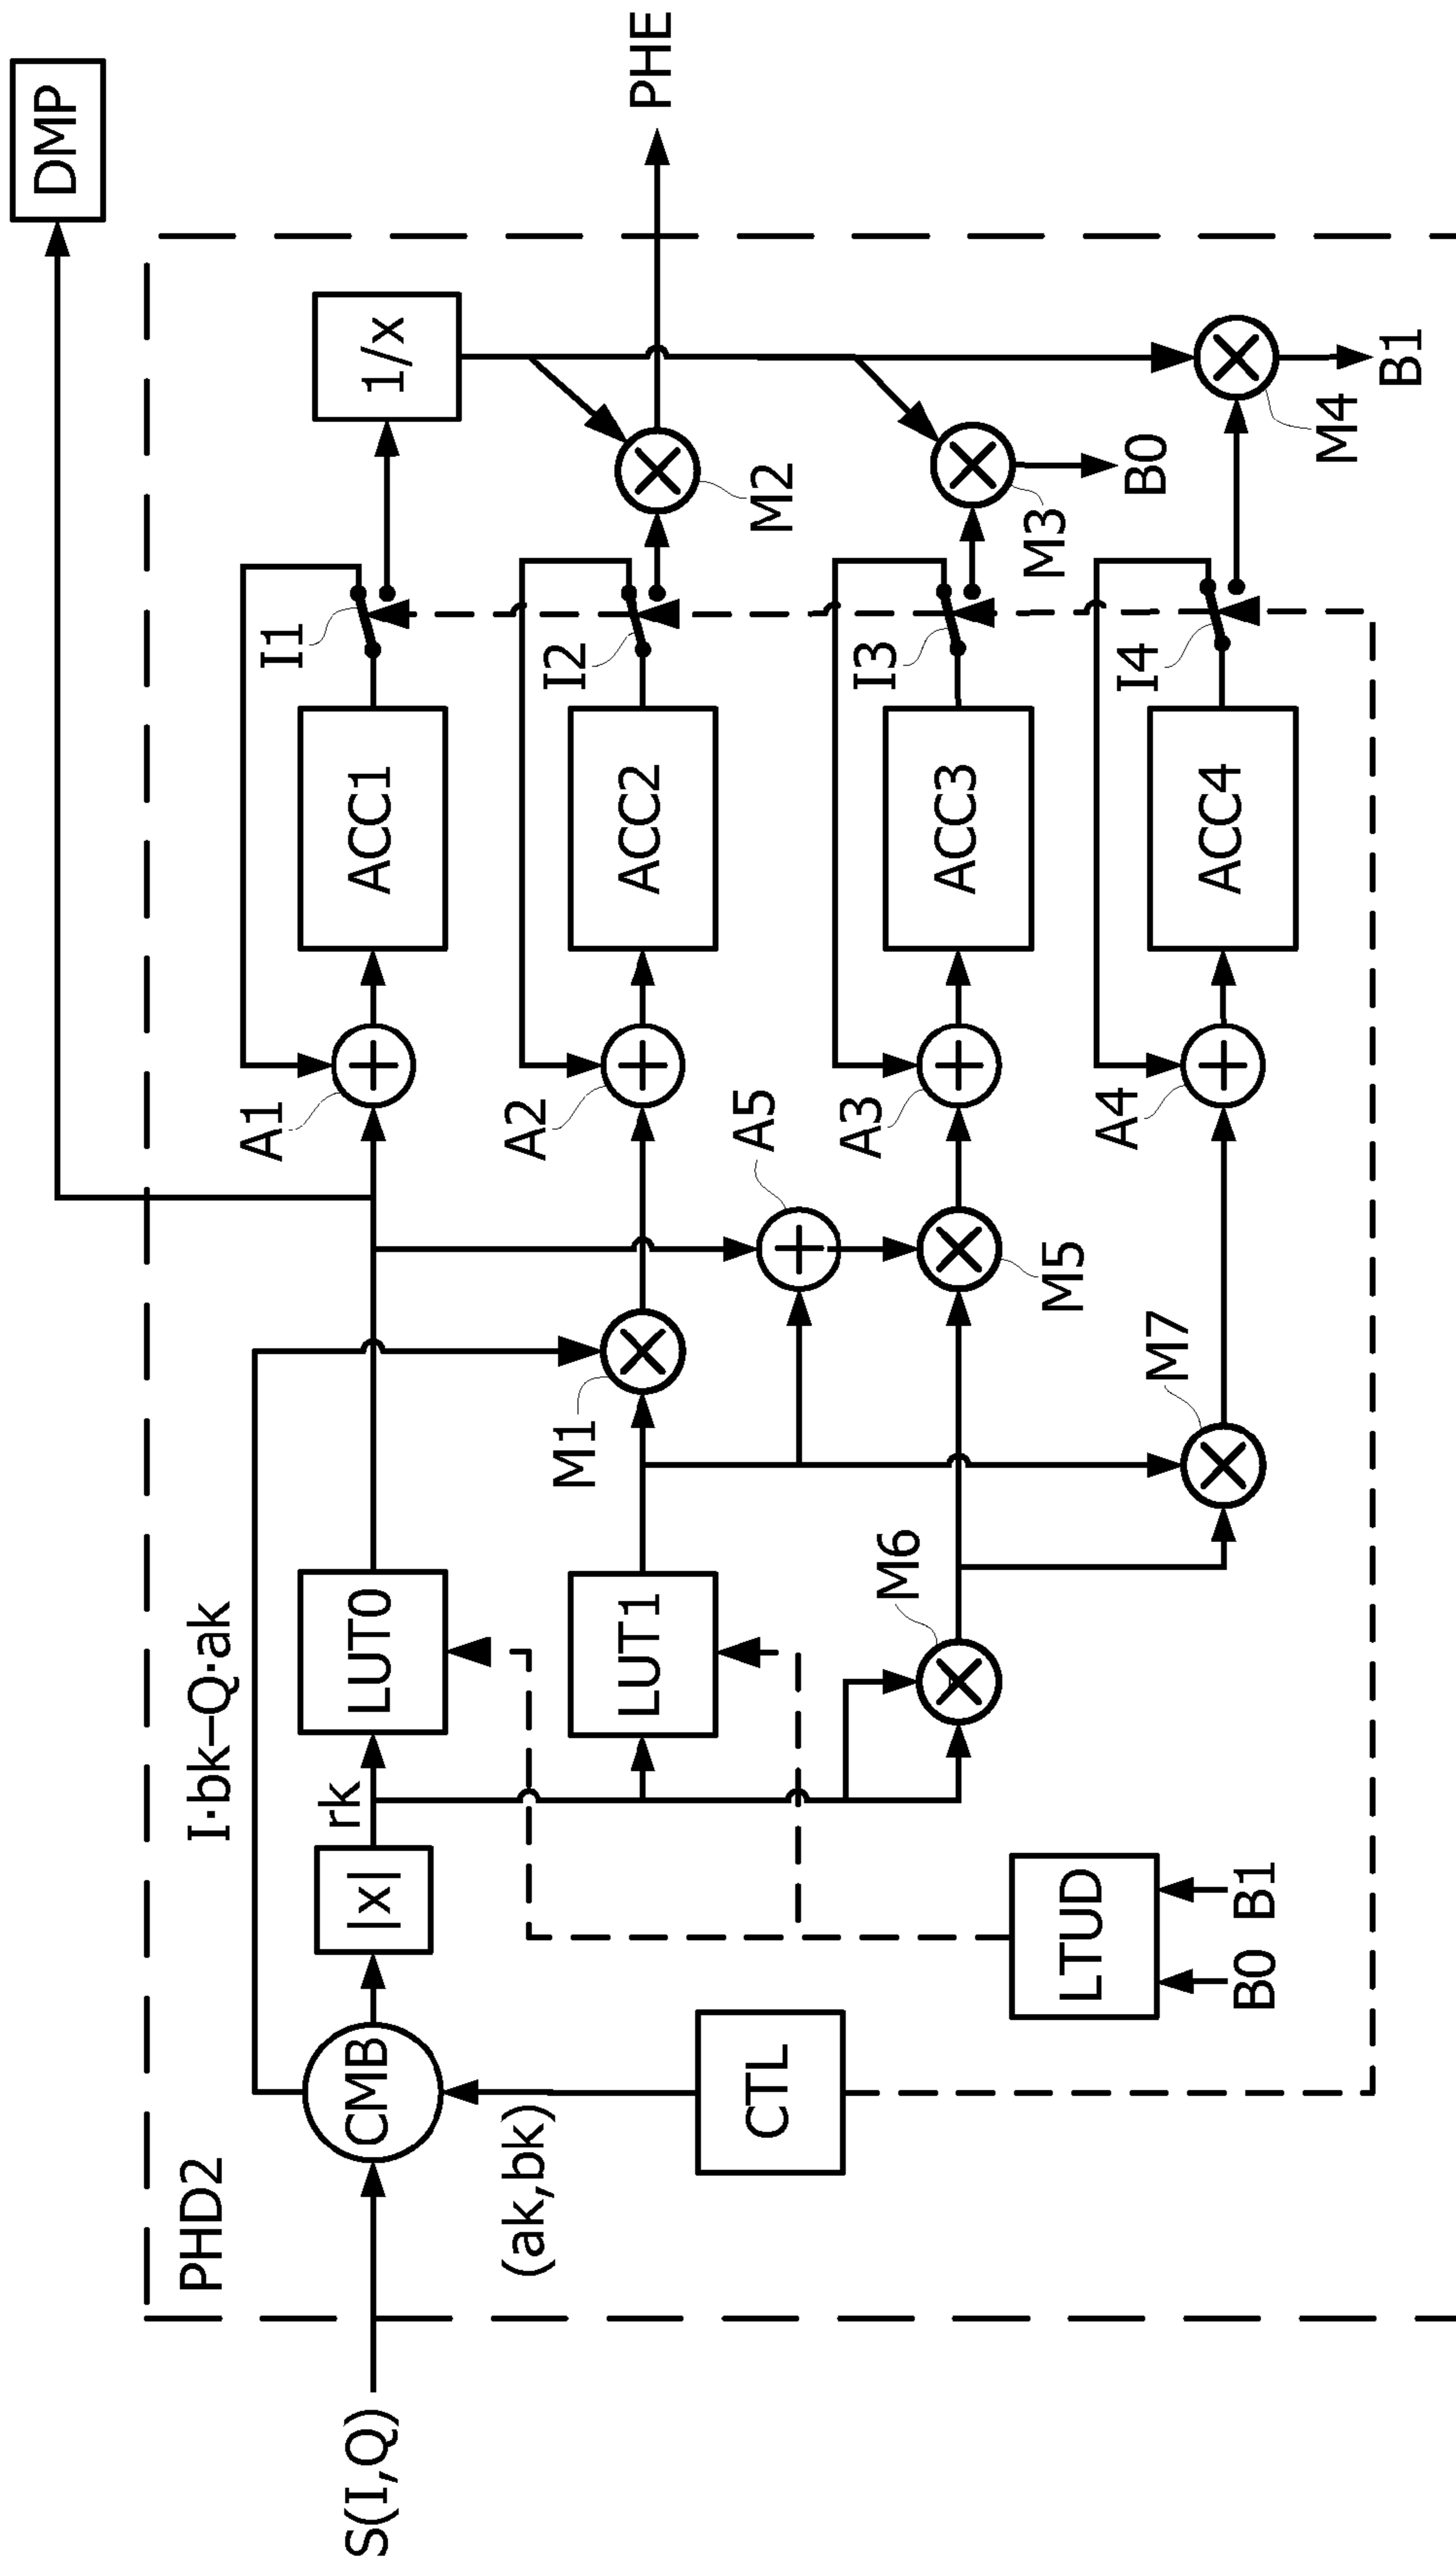 DMP
PHD2
I·bk–Q·ak
S(I,Q)
CMB
|x|
rk
LUT0
A1
ACC1
I1
1/x
(ak,bk)
LUT1
M1
A2
ACC2
I2
M2
PHE
CTL
A5
M6
M5
A3
ACC3
I3
M3
B0
LTUD
B0 B1
M7
A4
ACC4
I4
M4
B1